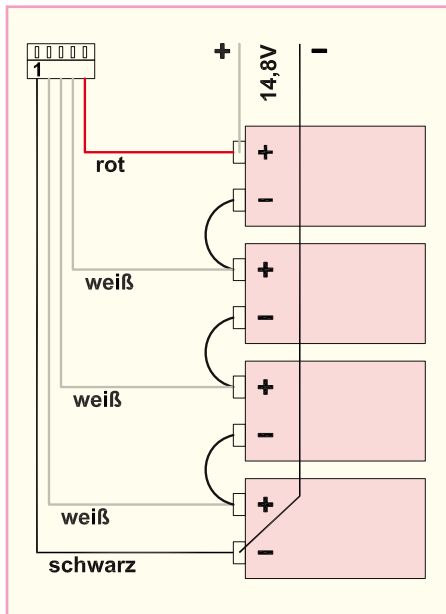 1
+ 14,8V −
rot
+
−
+
−
weiß
+
−
weiß
+
−
weiß
schwarz